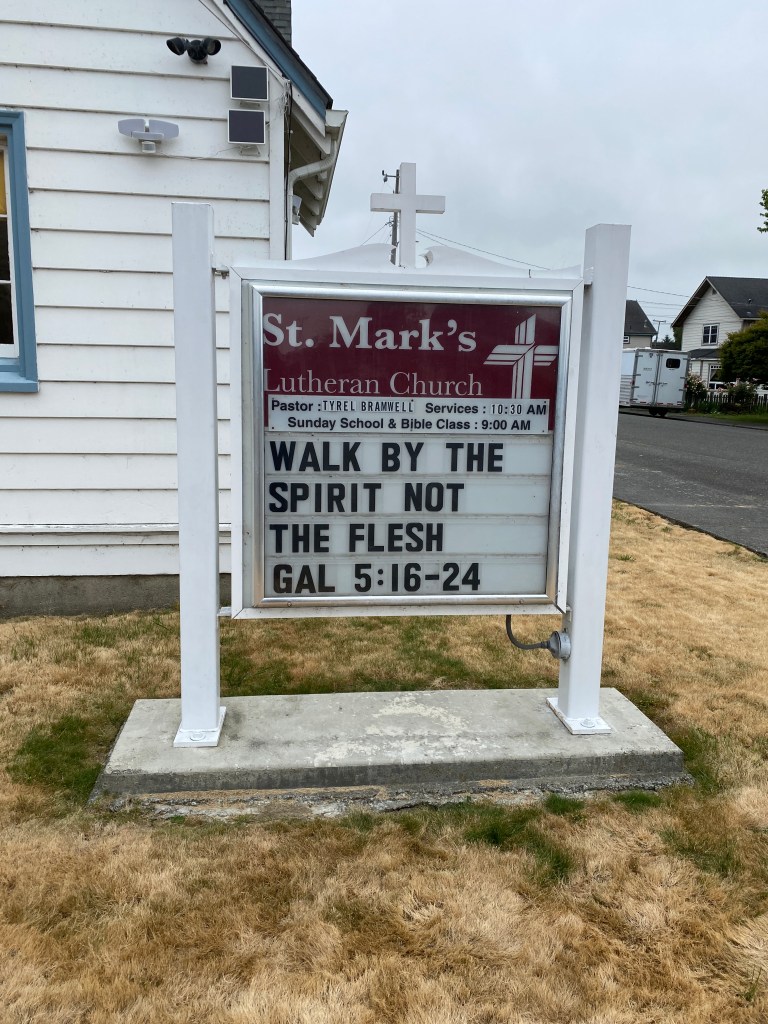 St. Mark's
Lutheran Church
Pastor : TYREL BRAMWELL Services : 10:30 AM
Sunday School & Bible Class : 9:00 AM
WALK BY THE
SPIRIT NOT
THE FLESH
GAL 5:16-24